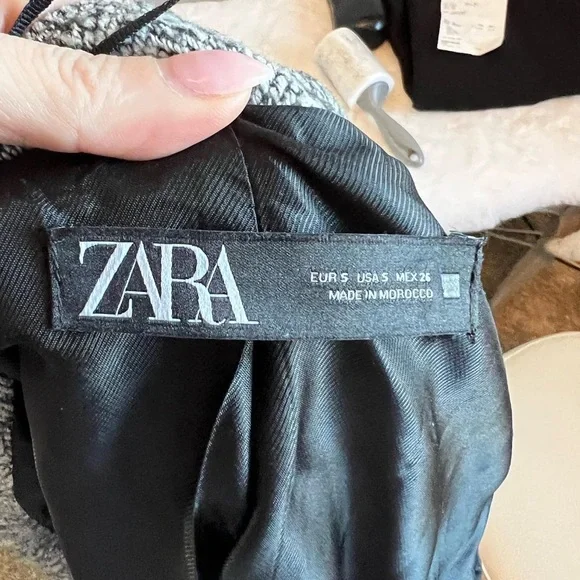 ZARA
EUR S USA S MEX 26
MADE IN MOROCCO